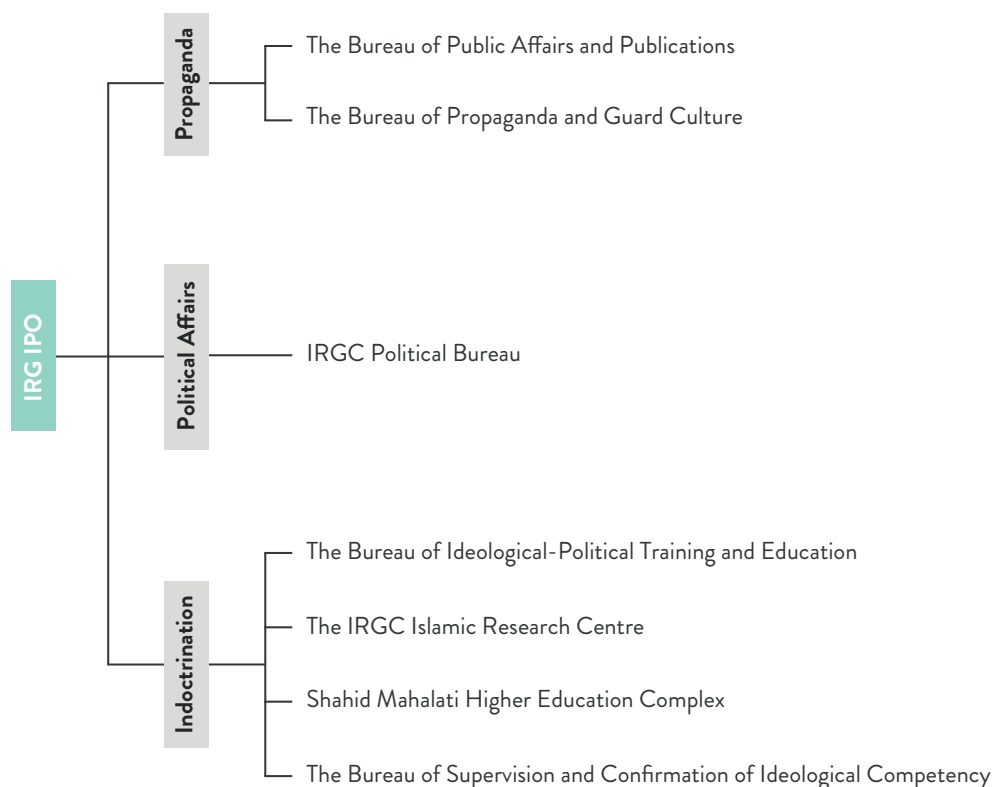 IRG IPO
Propaganda
The Bureau of Public Affairs and Publications
The Bureau of Propaganda and Guard Culture
Political Affairs
IRGC Political Bureau
Indoctrination
The Bureau of Ideological-Political Training and Education
The IRGC Islamic Research Centre
Shahid Mahalati Higher Education Complex
The Bureau of Supervision and Confirmation of Ideological Competency